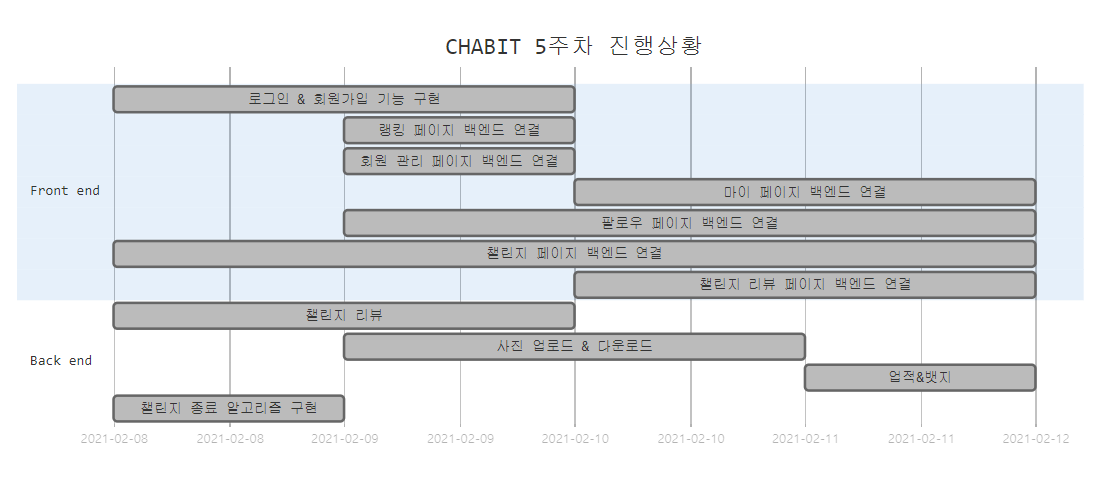 CHABIT 5주차 진행상황
로그인 & 회원가입 기능 구현
랭킹 페이지 백엔드 연결
회원 관리 페이지 백엔드 연결
Front end
마이 페이지 백엔드 연결
팔로우 페이지 백엔드 연결
챌린지 페이지 백엔드 연결
챌린지 리뷰 페이지 백엔드 연결
챌린지 리뷰
사진 업로드 & 다운로드
Back end
업적&뱃지
챌린지 종료 알고리즘 구현
2021-02-08 2021-02-08 2021-02-09 2021-02-09 2021-02-10 2021-02-10 2021-02-11 2021-02-11 2021-02-12